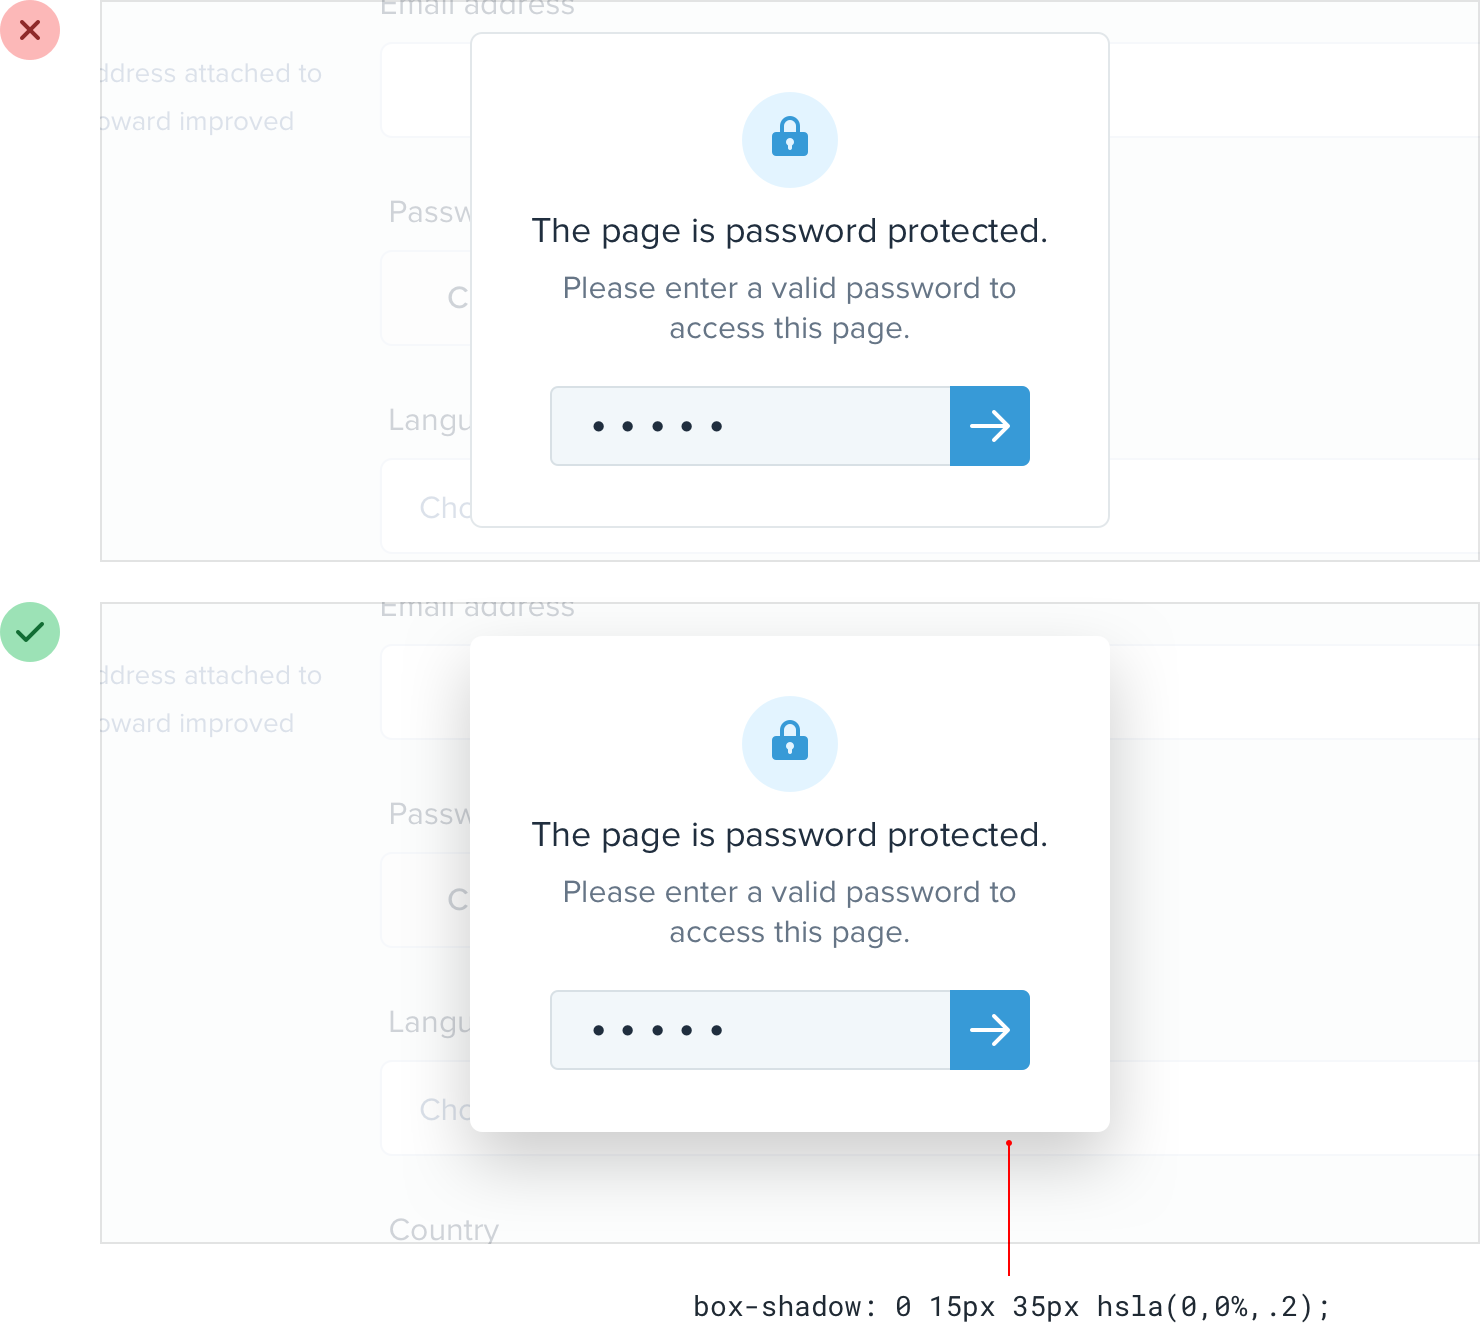 Email address
ddress attached to
oward improved
Passw
C
Langu
Cho
The page is password protected.
Please enter a valid password to
access this page.
Email address
ddress attached to
oward improved
Passw
C
Langu
Cho
Country
The page is password protected.
Please enter a valid password to
access this page.
box-shadow: 0 15px 35px hsla(0,0%,.2);